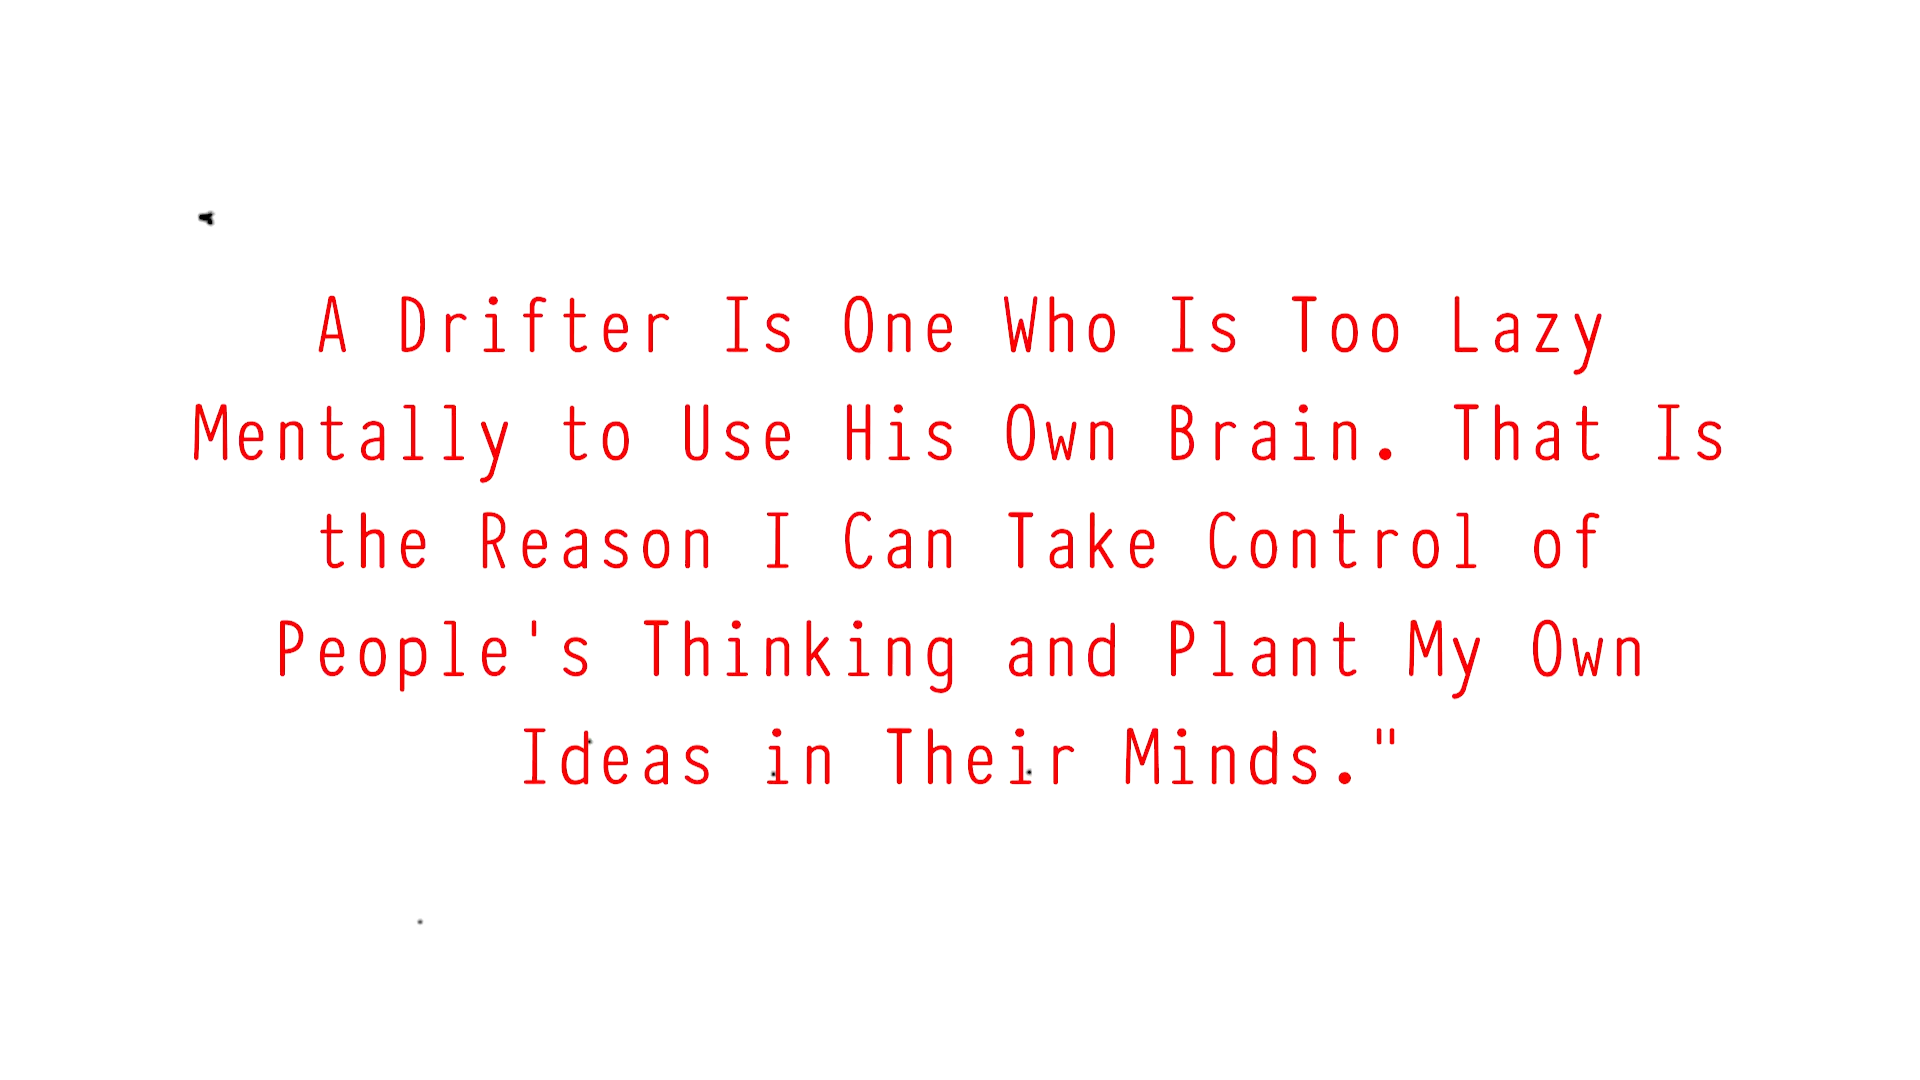 A Drifter Is One Who Is Too Lazy
Mentally to Use His Own Brain. That Is
the Reason I Can Take Control of
People's Thinking and Plant My Own
Ideas in Their Minds."